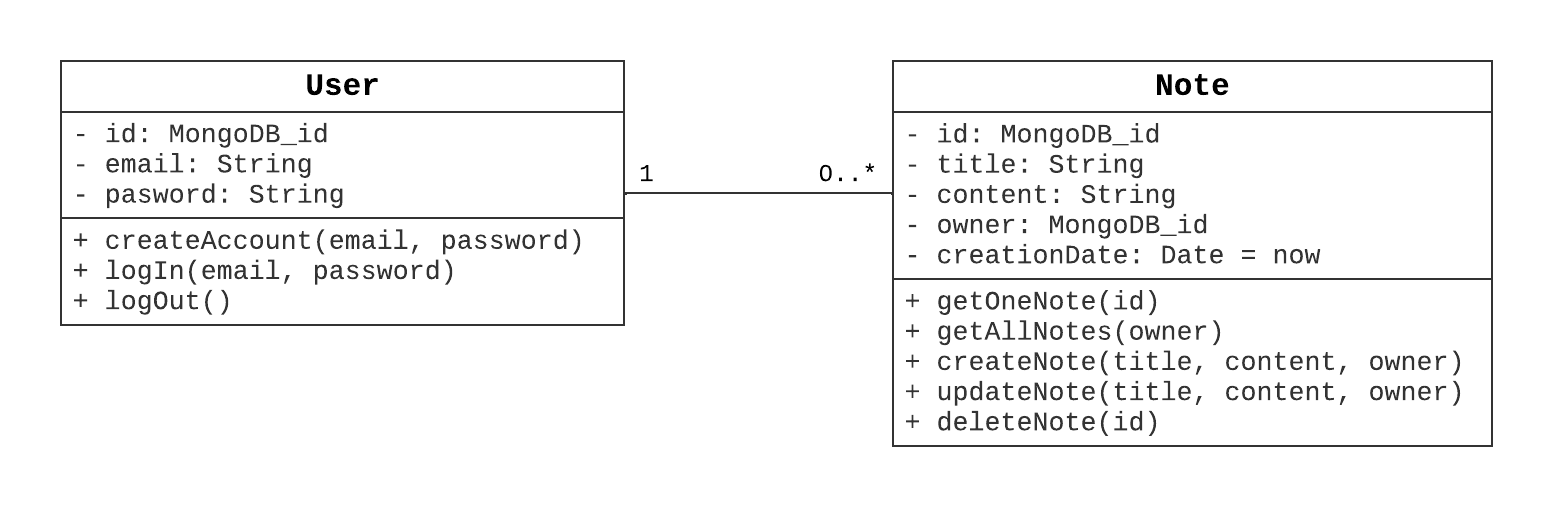 User
- id: MongoDB_id
- email: String
- pasword: String
+ createAccount(email, password)
+ logIn(email, password)
+ logOut()
1
0..*
Note
- id: MongoDB_id
- title: String
- content: String
- owner: MongoDB_id
- creationDate: Date = now
+ getOneNote(id)
+ getAllNotes(owner)
+ createNote(title, content, owner)
+ updateNote(title, content, owner)
+ deleteNote(id)